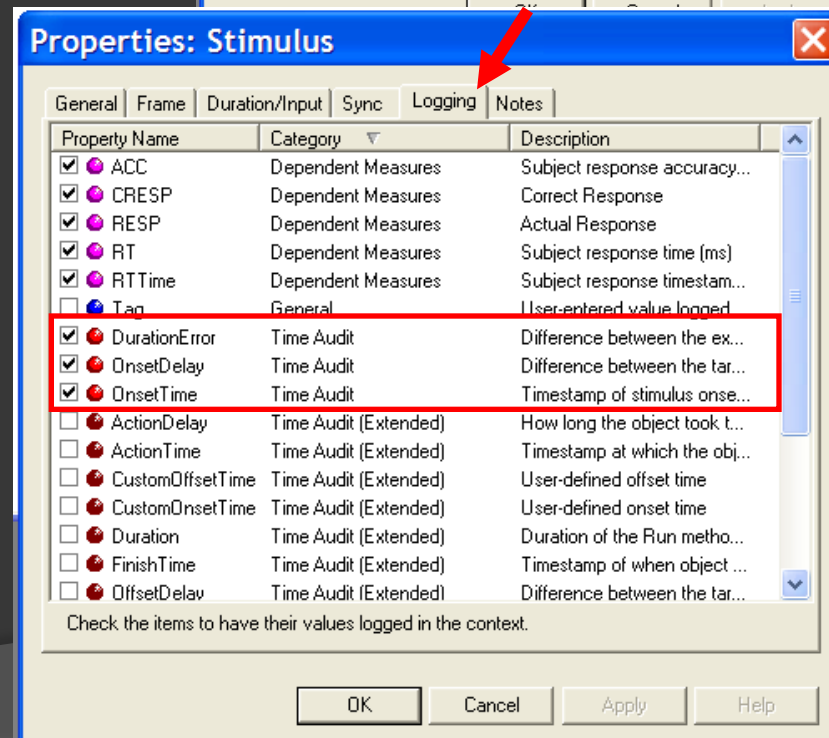 Properties: Stimulus
General Frame Duration/Input Sync Logging Notes
Property Name Category Description
ACC Dependent Measures Subject response accuracy...
CRESP Dependent Measures Correct Response
RESP Dependent Measures Actual Response
RT Dependent Measures Subject response time (ms)
RTTime Dependent Measures Subject response timestam...
Tag General User-entered value logged
DurationError Time Audit Difference between the ex...
OnsetDelay Time Audit Difference between the tar...
OnsetTime Time Audit Timestamp of stimulus onse...
ActionDelay Time Audit (Extended) How long the object took t...
ActionTime Time Audit (Extended) Timestamp at which the obj...
CustomOffsetTime Time Audit (Extended) User-defined offset time
CustomOnsetTime Time Audit (Extended) User-defined onset time
Duration Time Audit (Extended) Duration of the Run metho...
FinishTime Time Audit (Extended) Timestamp of when object ...
OffsetDelay Time Audit (Extended) Difference between the tar...
Check the items to have their values logged in the context.
OK Cancel Apply Help